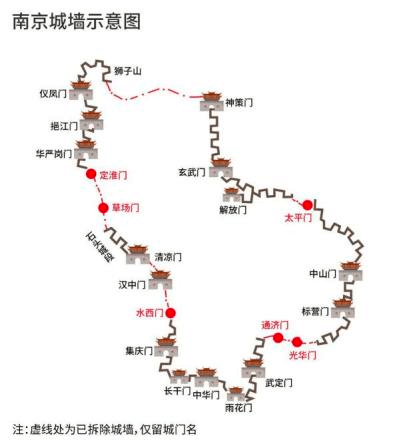 南京城墙示意图
狮子山
仪凤门
神策门
挹江门
华严岗门
玄武门
定淮门
草场门
解放门
太平门
石头城段
清凉门
中山门
汉中门
标营门
水西门
通济门
集庆门
光华门
武定门
长干门
中华门
雨花门
注:虚线处为已拆除城墙,仅留城门名